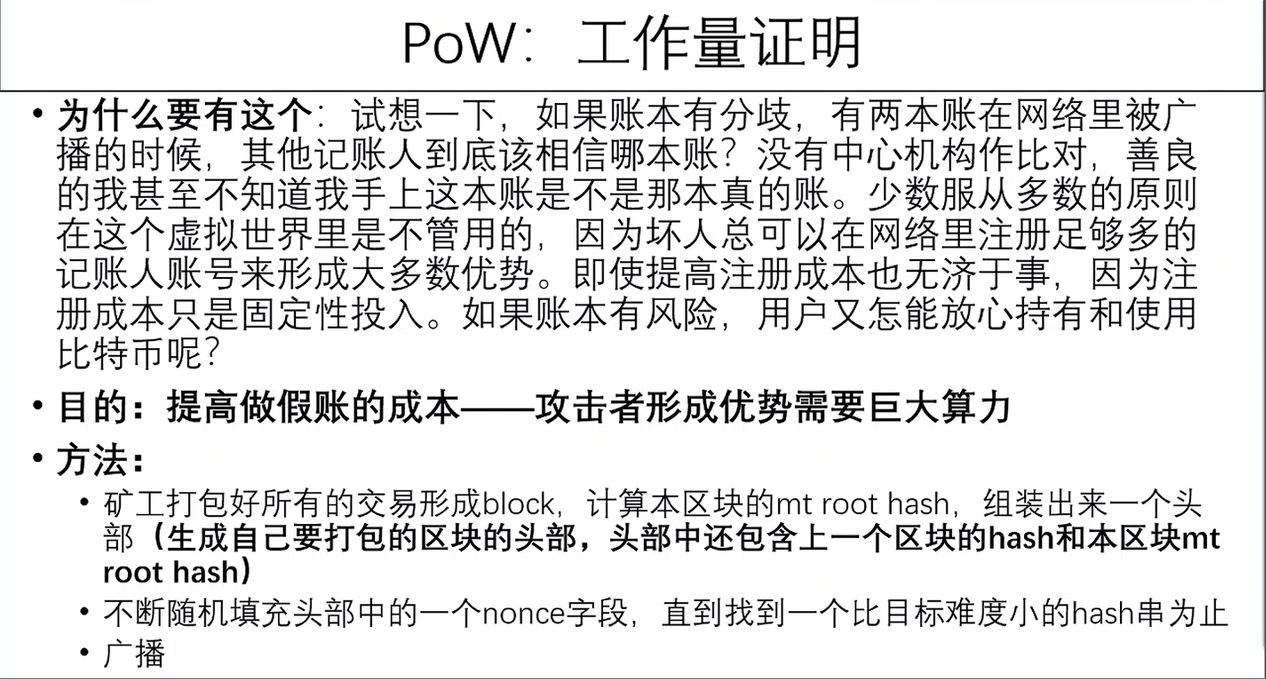 PoW：工作量证明
• 为什么要有这个：试想一下，如果账本有分歧，有两本账在网络里被广
播的时候，其他记账人到底该相信哪本账？没有中心机构作比对，善良
的我甚至不知道我手上这本账是不是那本真的账。少数服从多数的原则
在这个虚拟世界里是不管用的，因为坏人总可以在网络里注册足够多的
记账人账号来形成大多数优势。即使提高注册成本也无济于事，因为注
册成本只是固定性投入。如果账本有风险，用户又怎能放心持有和使用
比特币呢？
• 目的：提高做假账的成本——攻击者形成优势需要巨大算力
• 方法：
• 矿工打包好所有的交易形成block，计算本区块的mt root hash，组装出来一个头
部（生成自己要打包的区块的头部，头部中还包含上一个区块的hash和本区块mt
root hash）
• 不断随机填充头部中的一个nonce字段，直到找到一个比目标难度小的hash串为止
• 广播